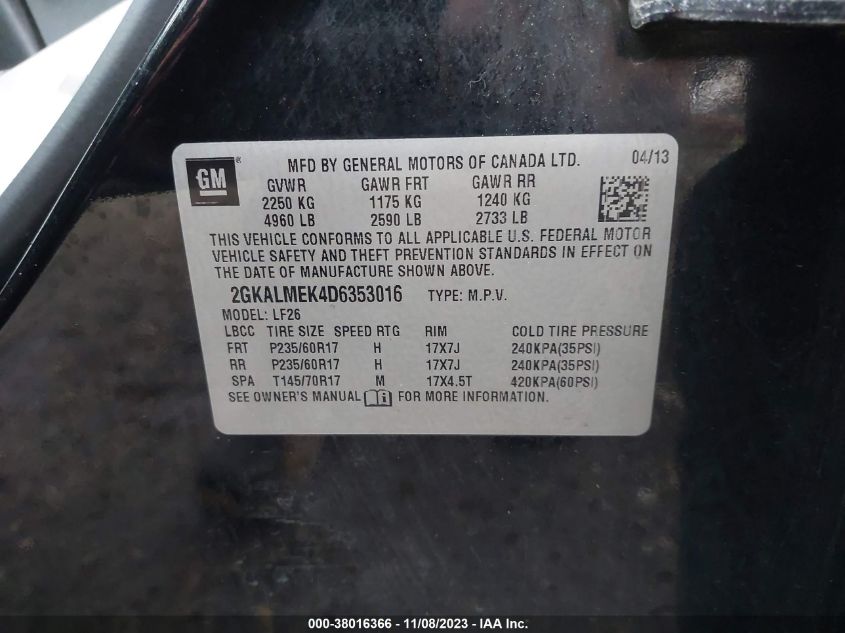 GM ® MFD BY GENERAL MOTORS OF CANADA LTD. 04/13
GVWR GAWR FRT GAWR RR
2250 KG 1175 KG 1240 KG
4960 LB 2590 LB 2733 LB
THIS VEHICLE CONFORMS TO ALL APPLICABLE U.S. FEDERAL MOTOR
VEHICLE SAFETY AND THEFT PREVENTION STANDARDS IN EFFECT ON
THE DATE OF MANUFACTURE SHOWN ABOVE.
2GKALMEK4D6353016 TYPE: M.P.V.
MODEL: LF26
LBCC TIRE SIZE SPEED RTG RIM COLD TIRE PRESSURE
FRT P235/60R17 H 17X7J 240KPA(35PSI)
RR P235/60R17 H 17X7J 240KPA(35PSI)
SPA T145/70R17 M 17X4.5T 420KPA(60PSI)
SEE OWNER'S MANUAL i FOR MORE INFORMATION.
000-38016366 - 11/08/2023 - IAA Inc.